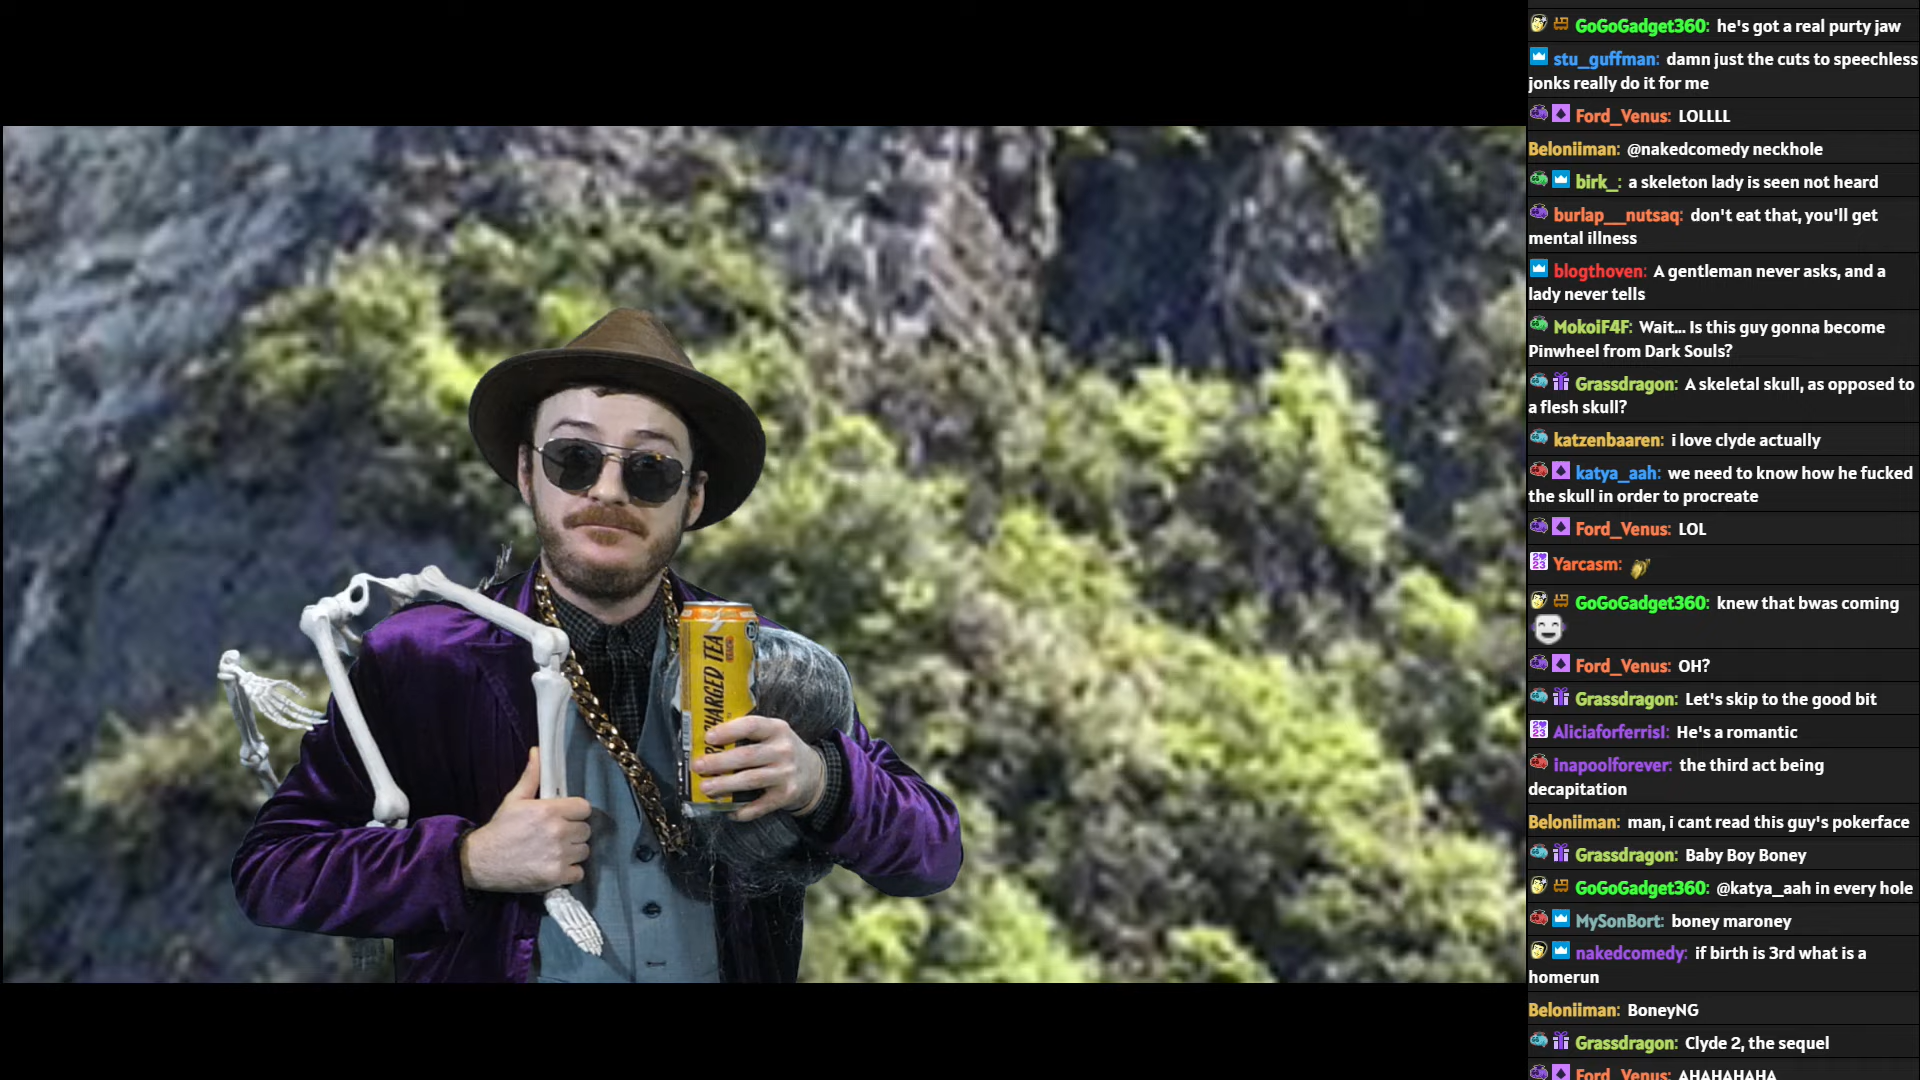 GoGoGadget360: he's got a real purty jaw
stu_guffman: damn just the cuts to speechless
jonks really do it for me
Ford_Venus: LOLLLL
Beloniiman: @nakedcomedy neckhole
birk_: a skeleton lady is seen not heard
burlap__nutsaq: don't eat that, you'll get
mental illness
blogthoven: A gentleman never asks, and a
lady never tells
MokoiF4F: Wait... Is this guy gonna become
Pinwheel from Dark Souls?
Grassdragon: A skeletal skull, as opposed to
a flesh skull?
katzenbaaren: i love clyde actually
katya_aah: we need to know how he fucked
the skull in order to procreate
Ford_Venus: LOL
Yarcasm:
GoGoGadget360: knew that bwas coming
Ford_Venus: OH?
Grassdragon: Let's skip to the good bit
Aliciaforferrisl: He's a romantic
inapoolforever: the third act being
decapitation
Beloniiman: man, i cant read this guy's pokerface
Grassdragon: Baby Boy Boney
GoGoGadget360: @katya_aah in every hole
MySonBort: boney maroney
nakedcomedy: if birth is 3rd what is a
homerun
Beloniiman: BoneyNG
Grassdragon: Clyde 2, the sequel
Ford_Venus: AHAHAHAHA
HARGED TEA